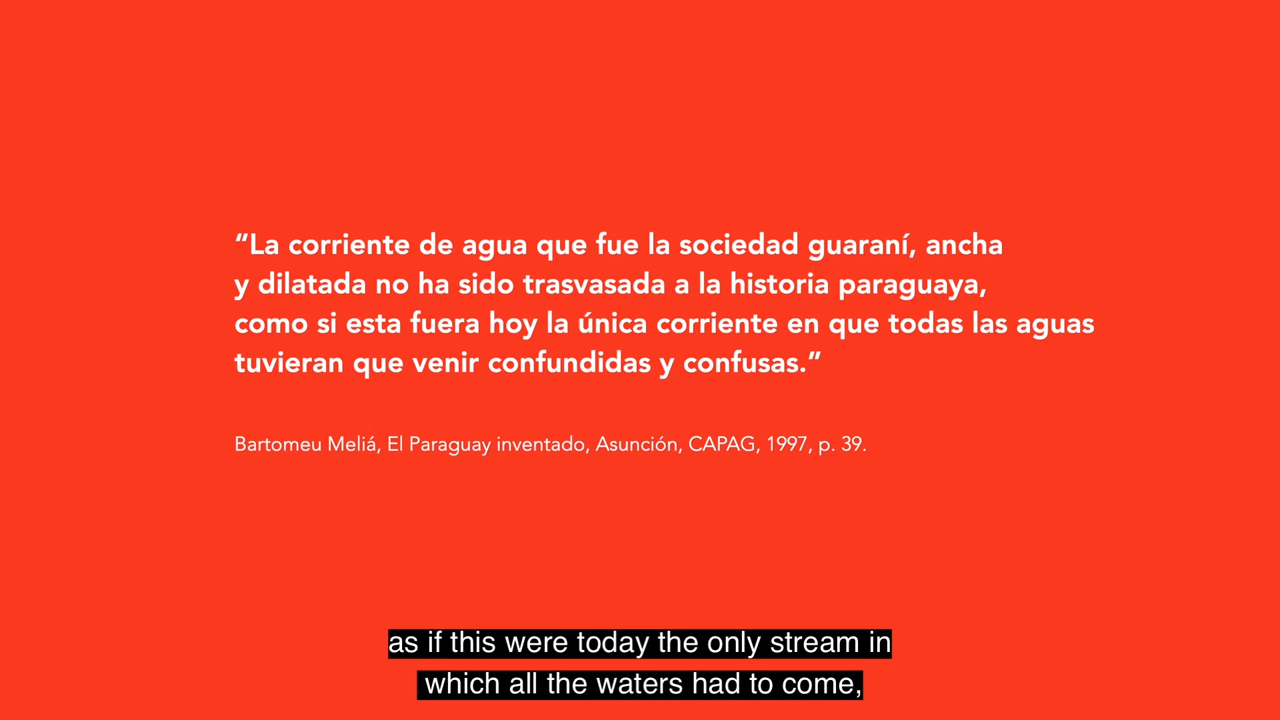 “La corriente de agua que fue la sociedad guaraní, ancha
y dilatada no ha sido trasvasada a la historia paraguaya,
como si esta fuera hoy la única corriente en que todas las aguas
tuvieran que venir confundidas y confusas.”
Bartomeu Meliá, El Paraguay inventado, Asunción, CAPAG, 1997, p. 39.
as if this were today the only stream in
which all the waters had to come,